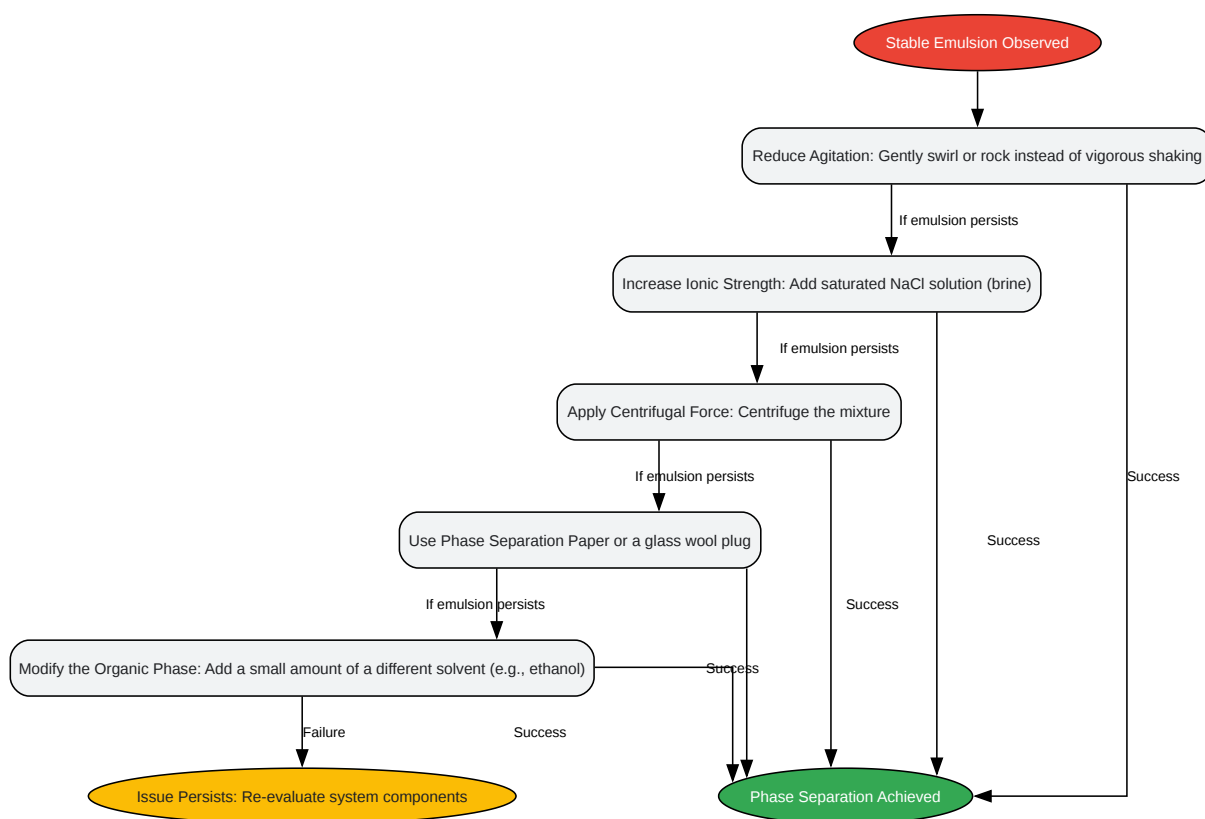 Stable Emulsion Observed
Reduce Agitation: Gently swirl or rock instead of vigorous shaking
If emulsion persists
Increase Ionic Strength: Add saturated NaCl solution (brine)
If emulsion persists
Apply Centrifugal Force: Centrifuge the mixture
If emulsion persists
Success
Use Phase Separation Paper or a glass wool plug
Success
If emulsion persists
Success
Modify the Organic Phase: Add a small amount of a different solvent (e.g., ethanol)
Success
Failure
Success
Issue Persists: Re-evaluate system components
Phase Separation Achieved